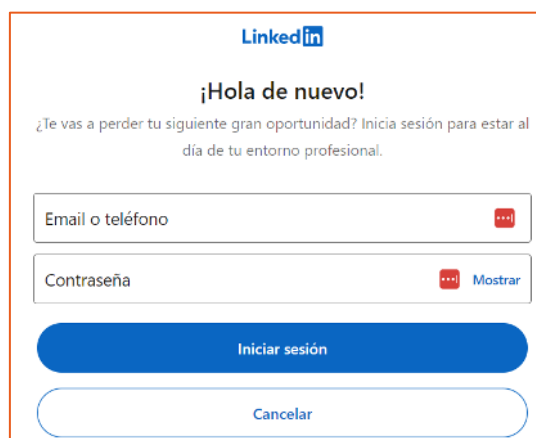 Linkedin
¡Hola de nuevo!
¿Te vas a perder tu siguiente gran oportunidad? Inicia sesión para estar al
día de tu entorno profesional.
Email o teléfono
Contraseña
Mostrar
Iniciar sesión
Cancelar